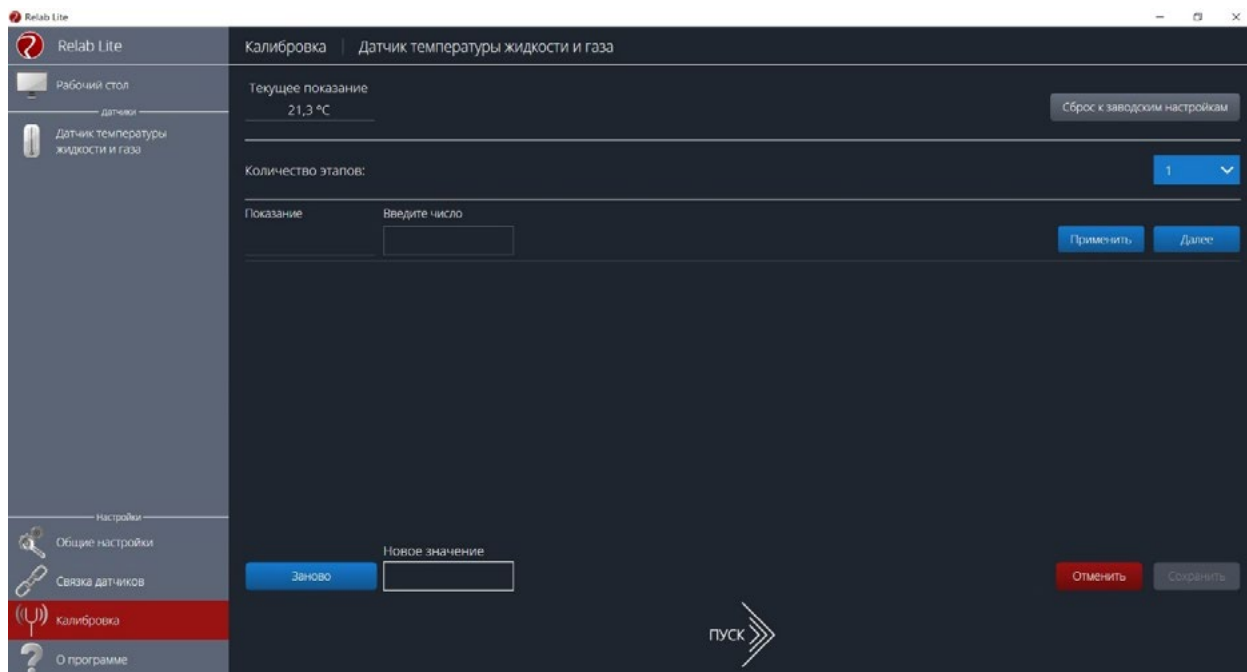 Relab Lite
Relab Lite
Рабочий стол
Датчики
Датчик температуры
жидкости и газа
Настройки
Общие настройки
Связка датчиков
Калибровка
О программе
Калибровка | Датчик температуры жидкости и газа
Текущее показание
21,3 °C
Сброс к заводским настройкам
Количество этапов:
1
Показание
Введите число
Применить
Далее
Новое значение
Заново
Отменить
Сохранить
ПУСК